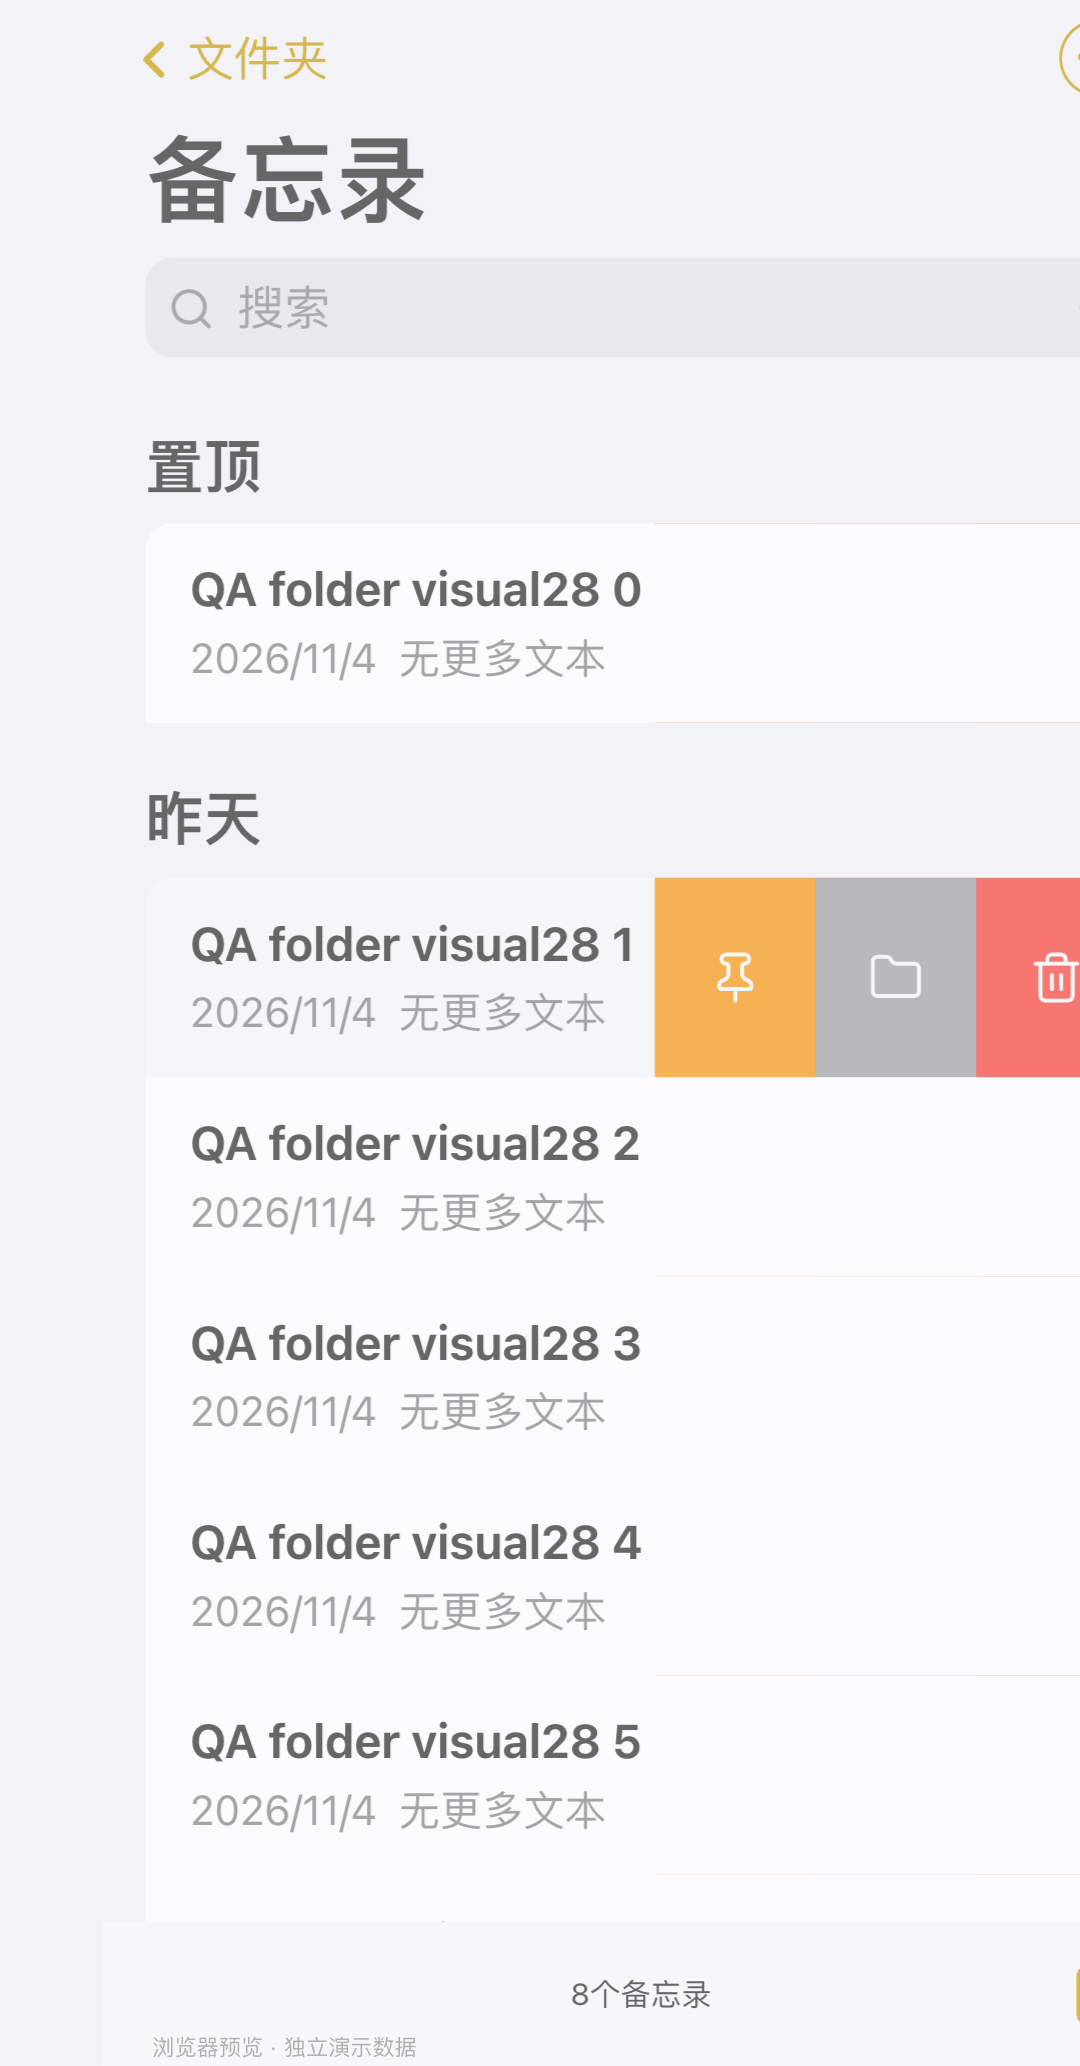 文件夹
备忘录
搜索
置顶
QA folder visual28 0
2026/11/4 无更多文本
昨天
QA folder visual28 1
2026/11/4 无更多文本
QA folder visual28 2
2026/11/4 无更多文本
QA folder visual28 3
2026/11/4 无更多文本
QA folder visual28 4
2026/11/4 无更多文本
QA folder visual28 5
2026/11/4 无更多文本
8个备忘录
浏览器预览 · 独立演示数据